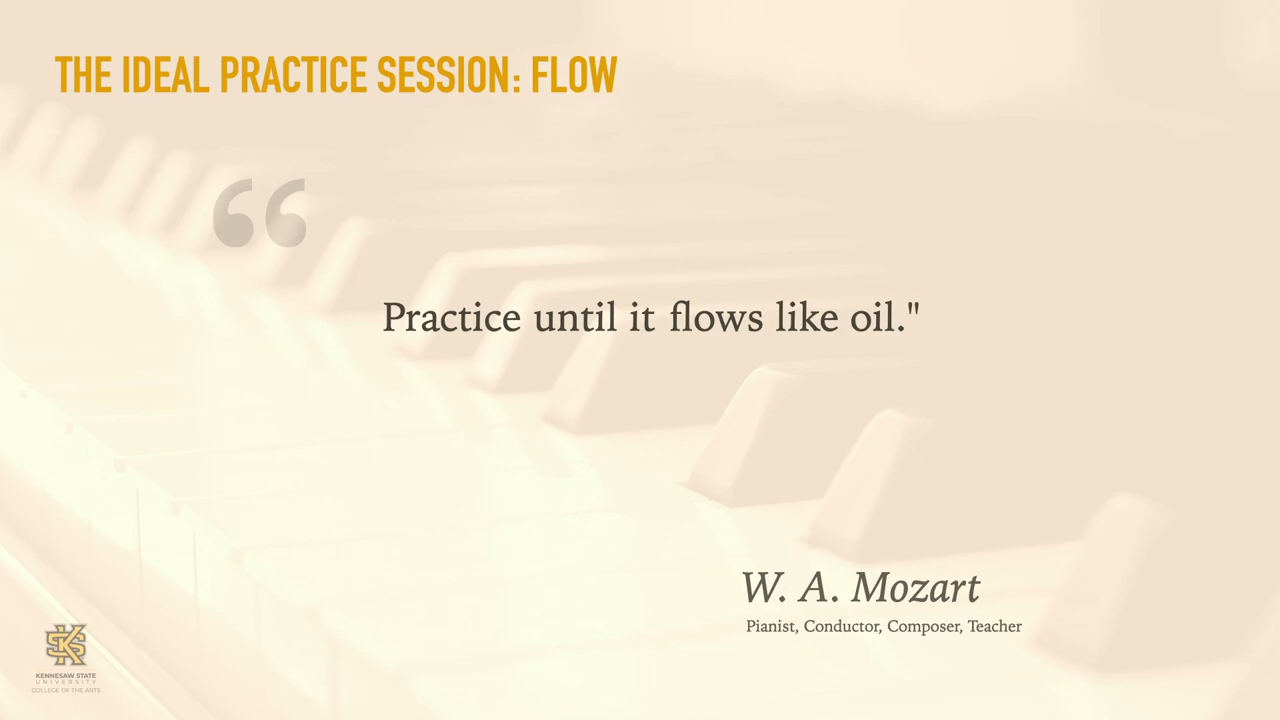 THE IDEAL PRACTICE SESSION: FLOW
“
Practice until it flows like oil."
W. A. Mozart
Pianist, Conductor, Composer, Teacher
KS
KENNESAW STATE
UNIVERSITY
COLLEGE OF THE ARTS